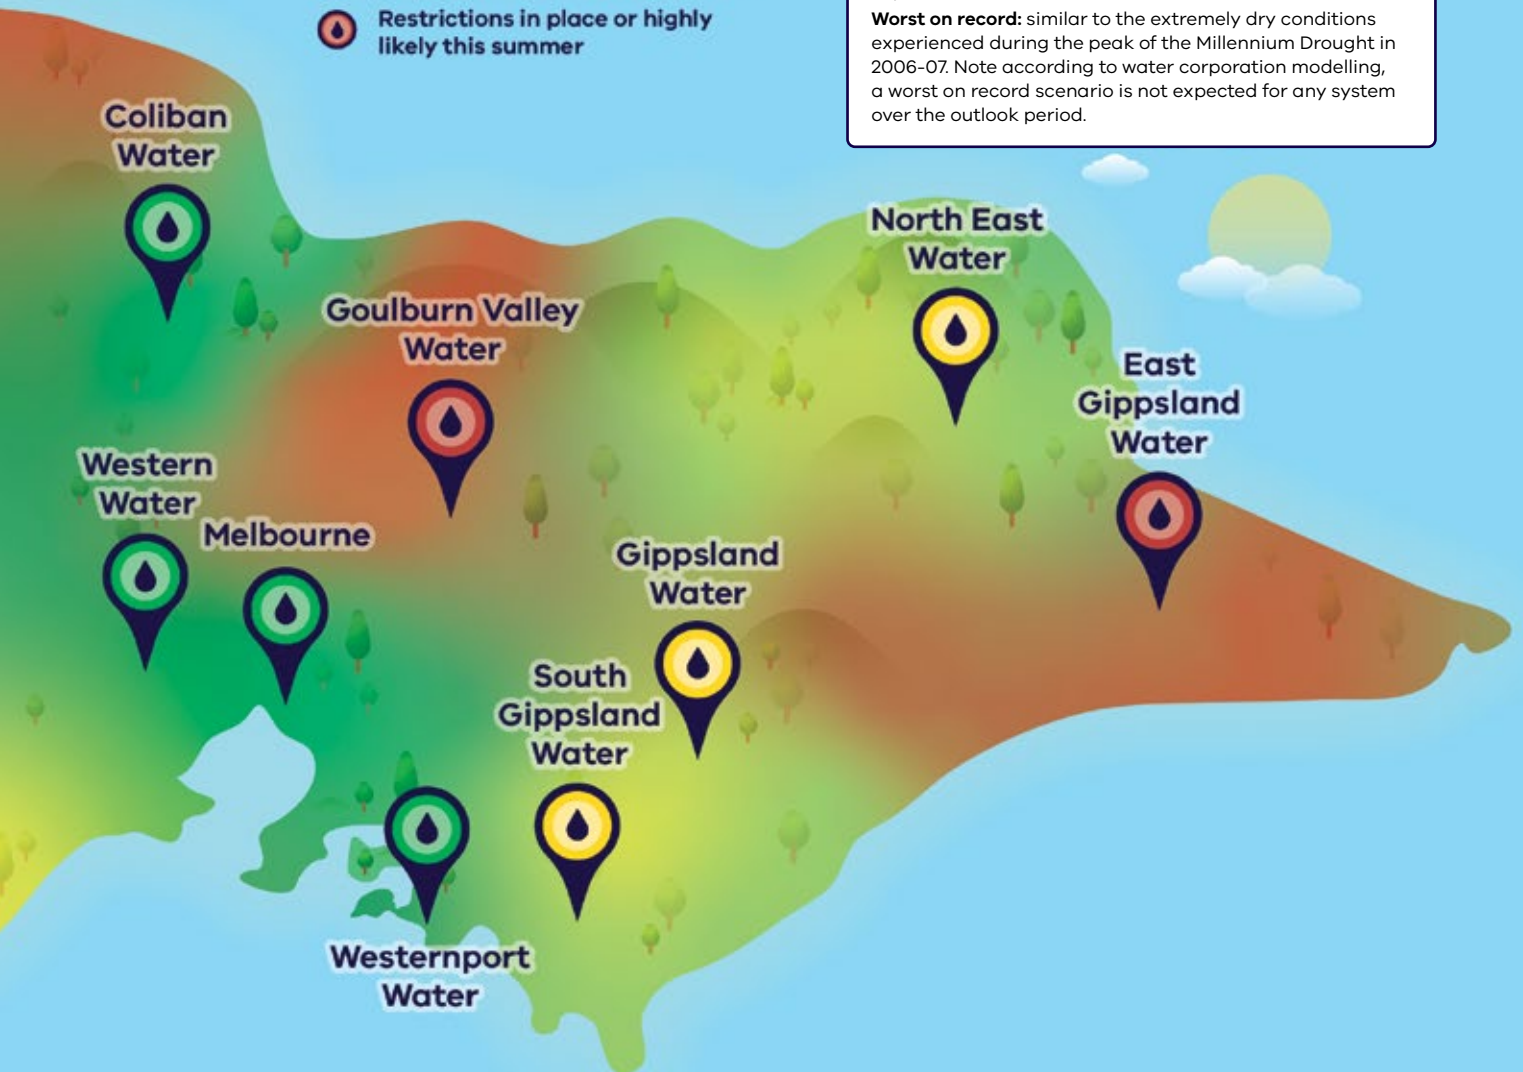 Restrictions in place or highly
likely this summer
Worst on record: similar to the extremely dry conditions
experienced during the peak of the Millennium Drought in
2006-07. Note according to water corporation modelling,
a worst on record scenario is not expected for any system
over the outlook period.
Coliban
Water
North East
Water
Goulburn Valley
Water
East
Gippsland
Water
Western
Water
Melbourne
Gippsland
Water
South
Gippsland
Water
Westernport
Water